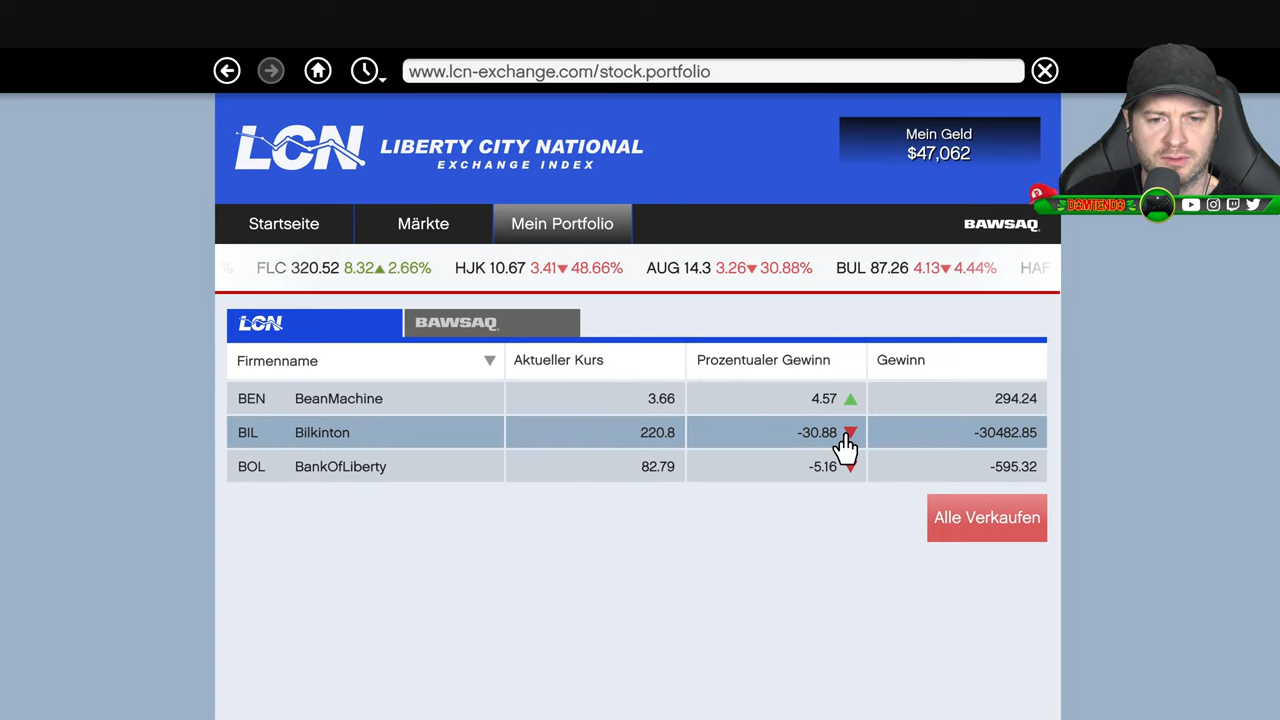 www.lcn-exchange.com/stock.portfolio
LCN LIBERTY CITY NATIONAL
EXCHANGE INDEX
Mein Geld
$47,062
DOMTENDO
Startseite Märkte Mein Portfolio BAWSAQ
% FLC 320.52 8.32▲2.66% HJK 10.67 3.41▼48.66% AUG 14.3 3.26▼30.88% BUL 87.26 4.13▼4.44% HAF
LCN BAWSAQ
Firmenname ▼ Aktueller Kurs Prozentualer Gewinn Gewinn
BEN BeanMachine 3.66 4.57 ▲ 294.24
BIL Bilkinton 220.8 -30.88 ▼ -30482.85
BOL BankOfLiberty 82.79 -5.16 ▼ -595.32
Alle Verkaufen